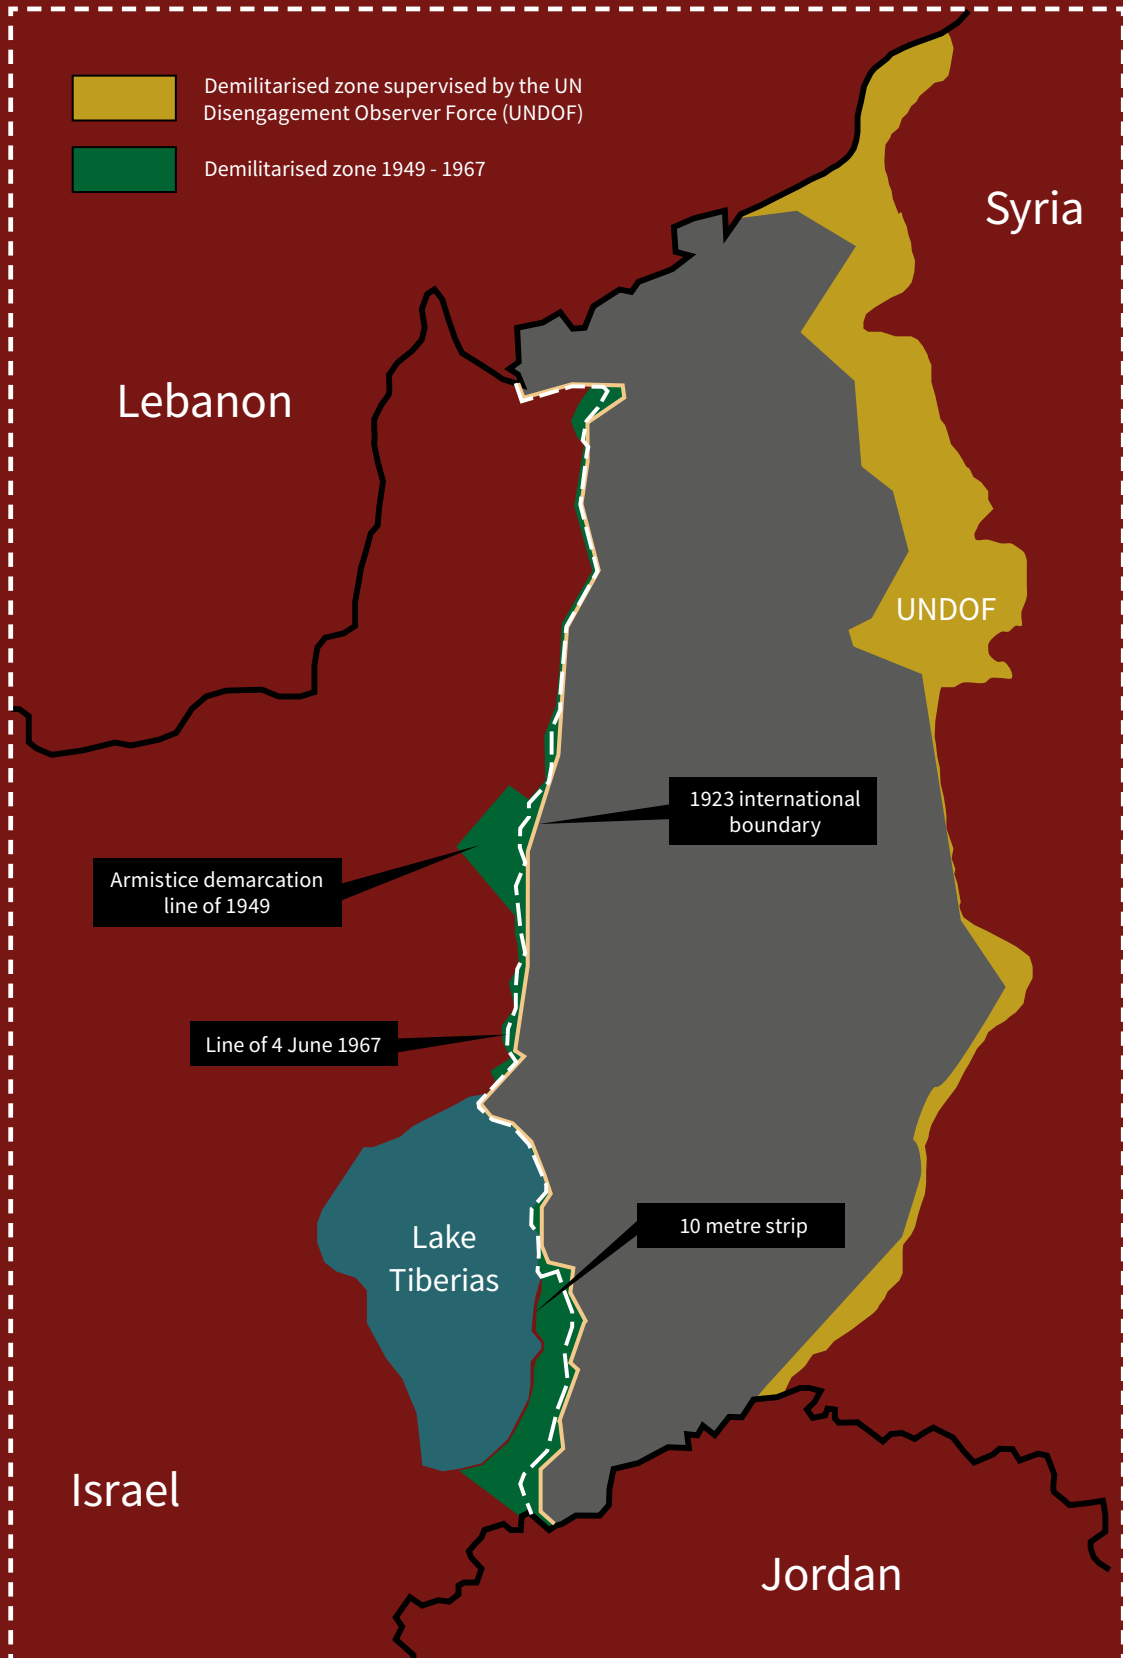 Demilitarised zone supervised by the UN
Disengagement Observer Force (UNDOF)
Demilitarised zone 1949 - 1967
Syria
Lebanon
UNDOF
1923 international
boundary
Armistice demarcation
line of 1949
Line of 4 June 1967
10 metre strip
Lake
Tiberias
Israel
Jordan